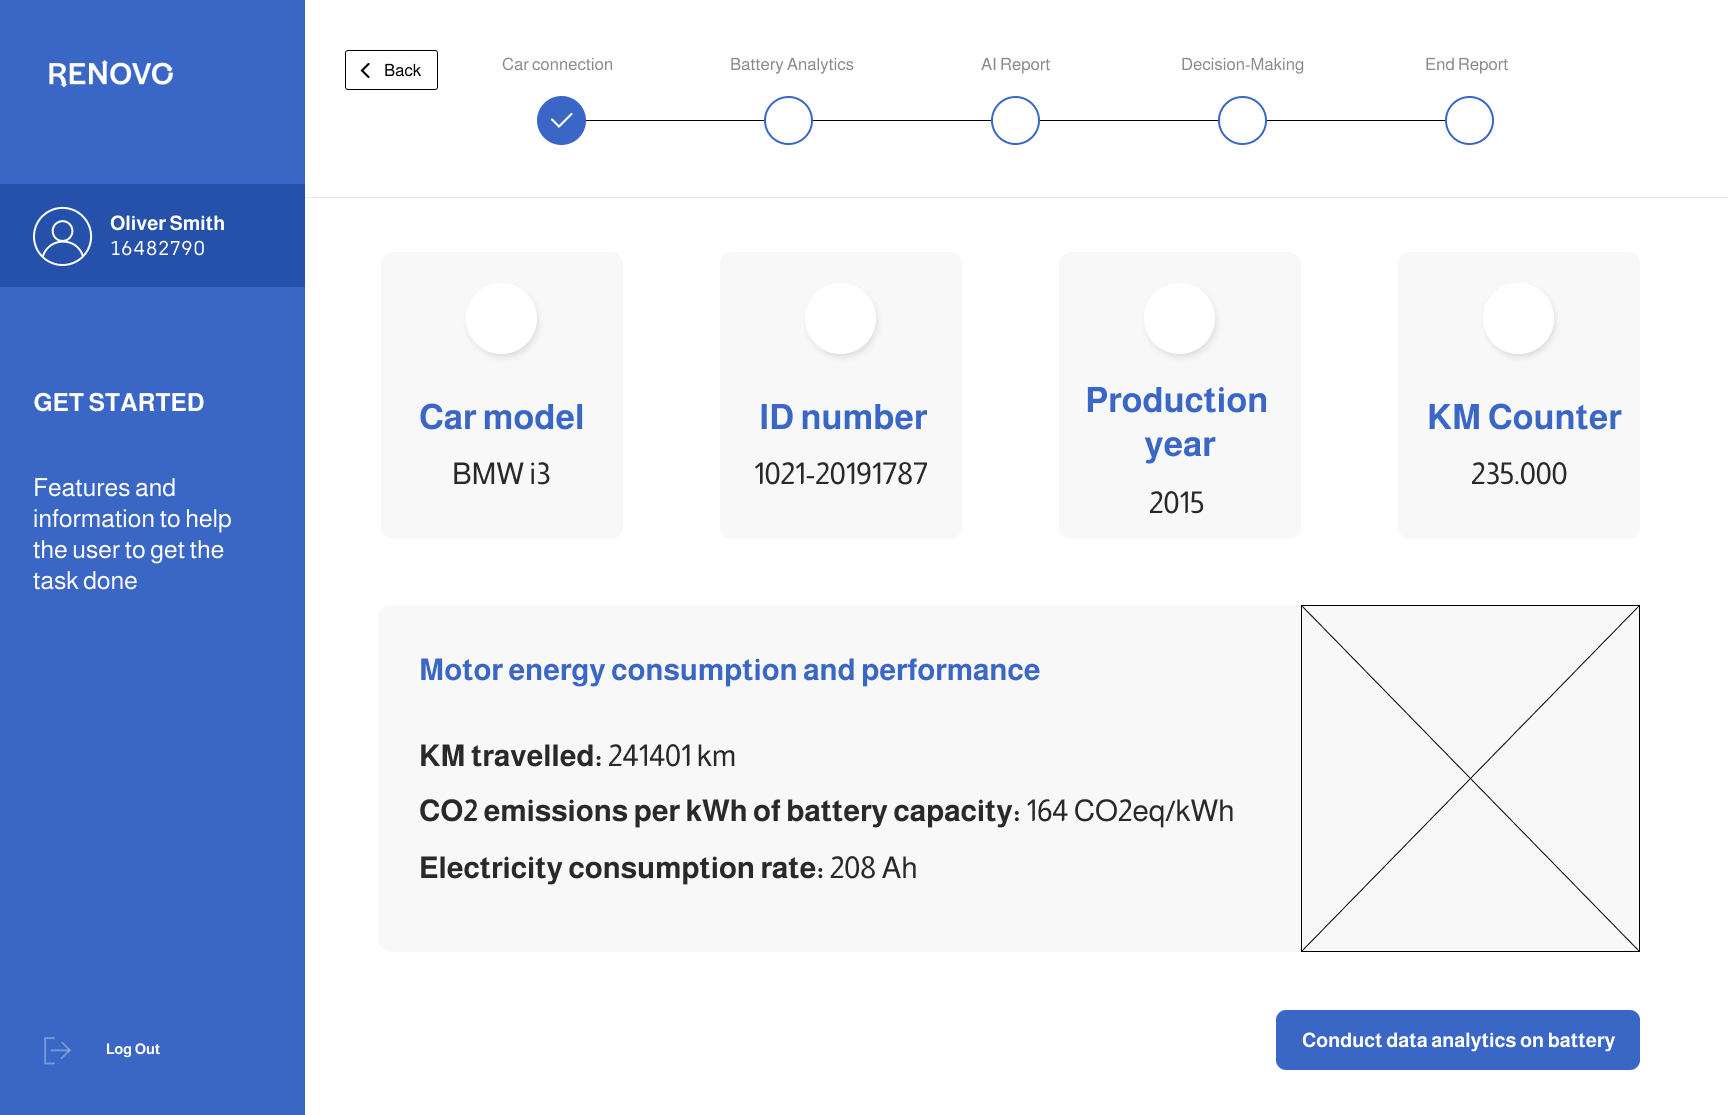 RENOVO
Oliver Smith
16482790
GET STARTED
Features and
information to help
the user to get the
task done
Log Out
Back
Car connection
Battery Analytics
AI Report
Decision-Making
End Report
Car model
BMW i3
ID number
1021-20191787
Production
year
2015
KM Counter
235.000
Motor energy consumption and performance
KM travelled: 241401 km
CO2 emissions per kWh of battery capacity: 164 CO2eq/kWh
Electricity consumption rate: 208 Ah
Conduct data analytics on battery